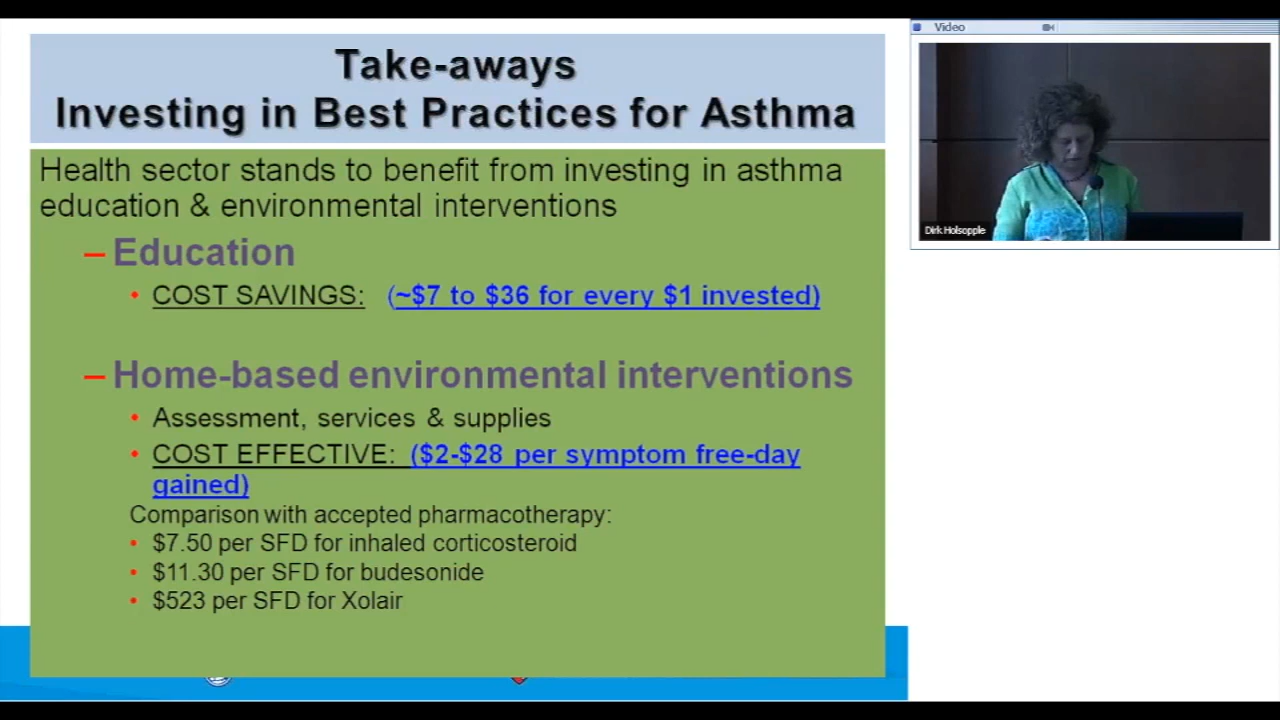 Take-aways
Investing in Best Practices for Asthma
Health sector stands to benefit from investing in asthma
education & environmental interventions
– Education
• COST SAVINGS: (~$7 to $36 for every $1 invested)
– Home-based environmental interventions
• Assessment, services & supplies
• COST EFFECTIVE: ($2-$28 per symptom free-day
gained)
Comparison with accepted pharmacotherapy:
• $7.50 per SFD for inhaled corticosteroid
• $11.30 per SFD for budesonide
• $523 per SFD for Xolair
Video
Dirk Holsopple